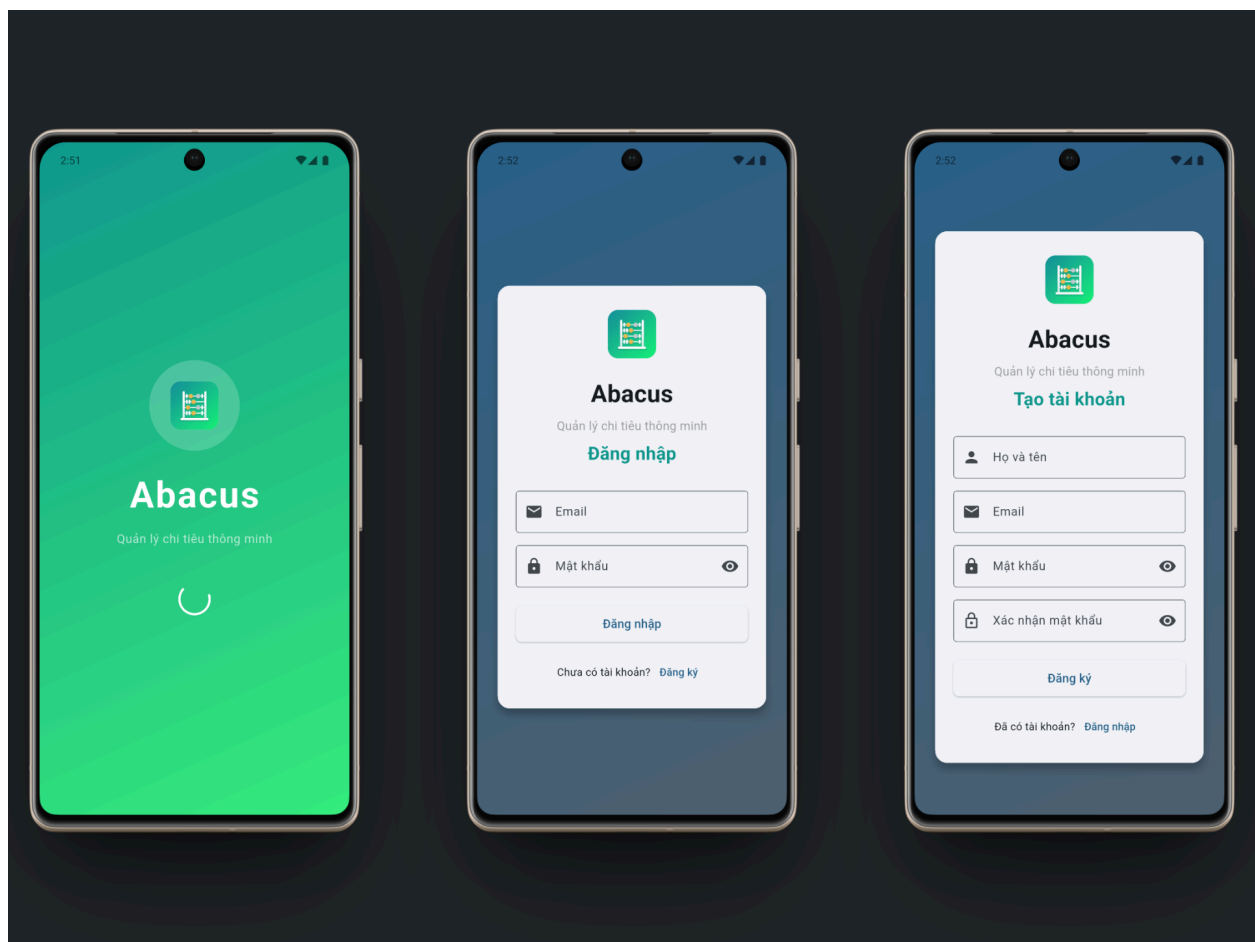 2:51
Abacus
Quản lý chi tiêu thông minh
2:52
Abacus
Quản lý chi tiêu thông minh
Đăng nhập
Email
Mật khẩu
Đăng nhập
Chưa có tài khoản? Đăng ký
2:52
Abacus
Quản lý chi tiêu thông minh
Tạo tài khoản
Họ và tên
Email
Mật khẩu
Xác nhận mật khẩu
Đăng ký
Đã có tài khoản? Đăng nhập